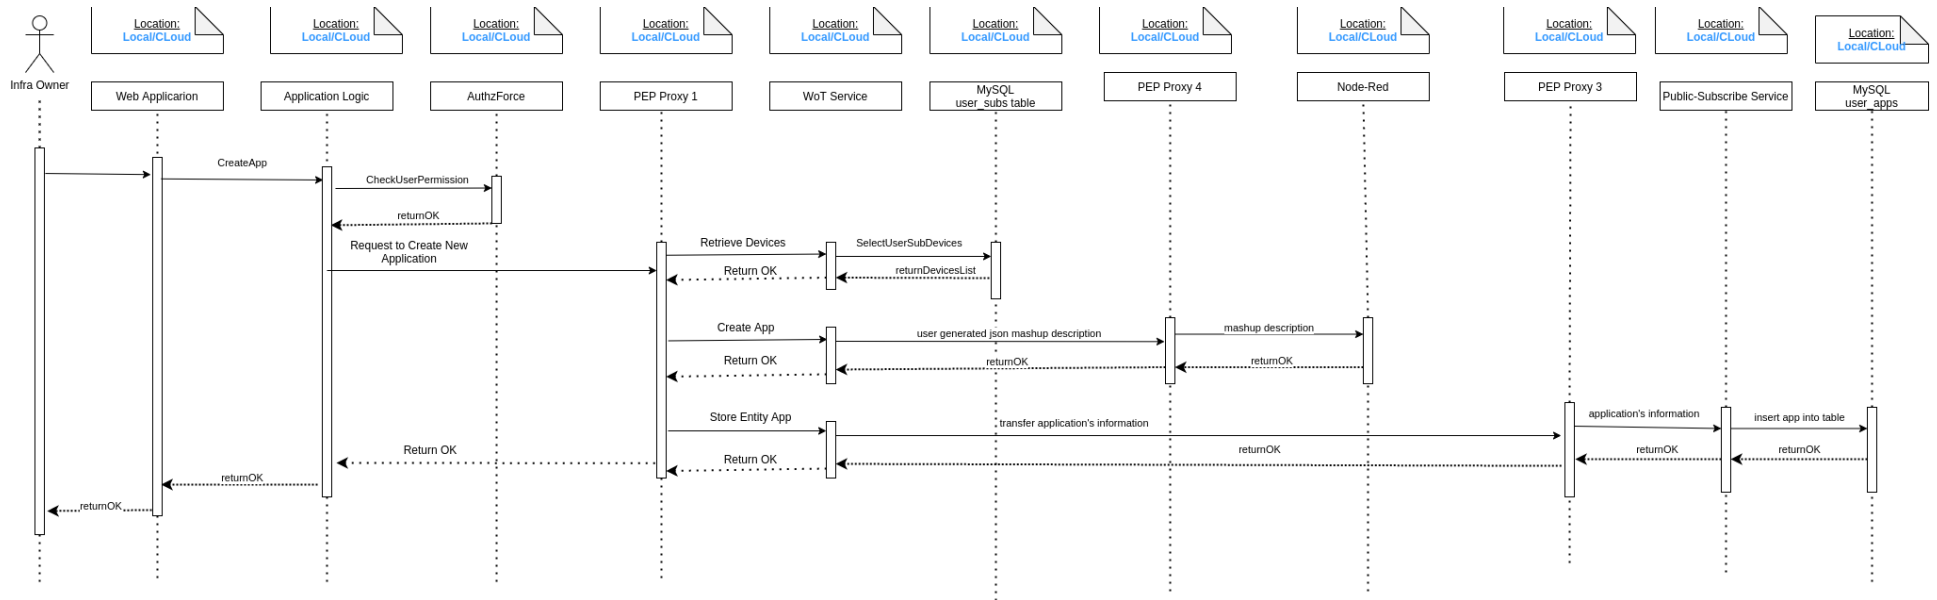 Location:
Local/CLoud
Location:
Local/CLoud
Location:
Local/CLoud
Location:
Local/CLoud
Location:
Local/CLoud
Location:
Local/CLoud
Location:
Local/CLoud
Location:
Local/CLoud
Location:
Local/CLoud
Location:
Local/CLoud
Location:
Local/CLoud
Infra Owner
Web Applicarion
Application Logic
AuthzForce
PEP Proxy 1
WoT Service
MySQL
user_subs table
PEP Proxy 4
Node-Red
PEP Proxy 3
Public-Subscribe Service
MySQL
user_apps
CreateApp
CheckUserPermission
returnOK
Request to Create New
Application
Retrieve Devices
SelectUserSubDevices
Return OK
returnDevicesList
Create App
user generated json mashup description
mashup description
Return OK
returnOK
returnOK
Store Entity App
transfer application's information
application's information
insert app into table
Return OK
Return OK
returnOK
returnOK
returnOK
returnOK
returnOK